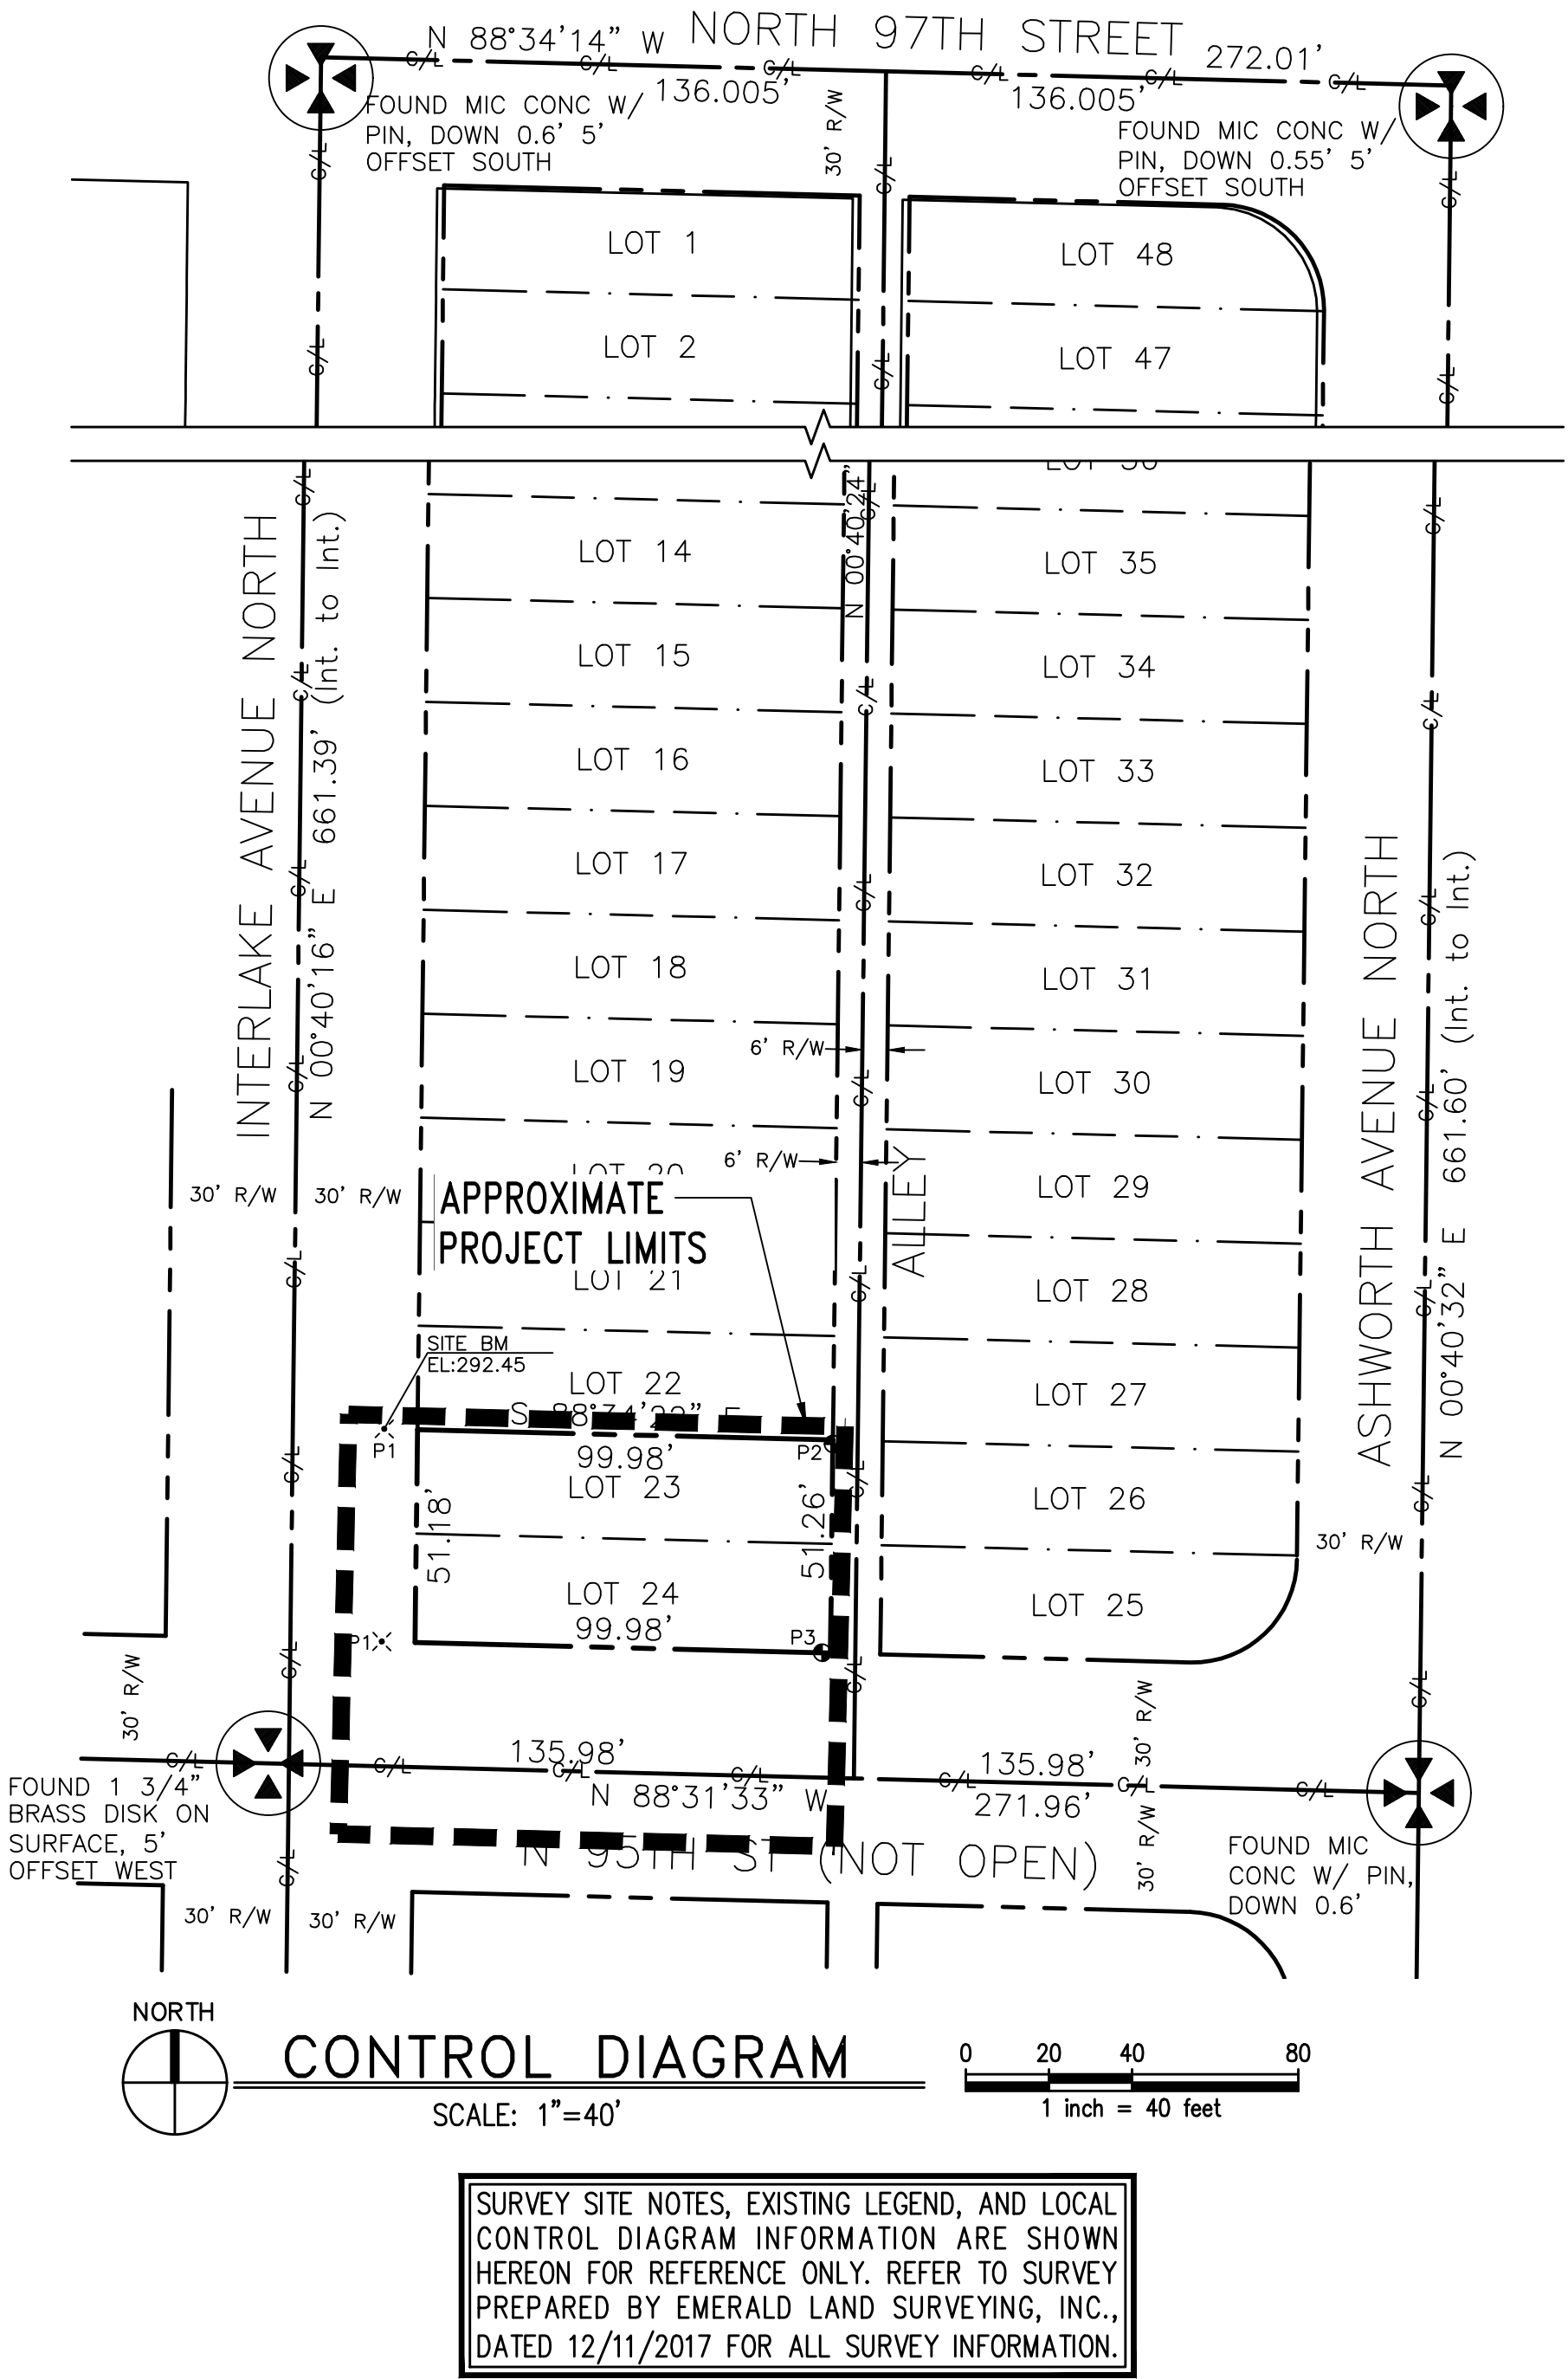 NORTH 97TH STREET
N 88°34'14" W
272.01'
136.005'
136.005'
C/L C/L C/L C/L C/L C/L
FOUND MIC CONC W/
PIN, DOWN 0.6' 5'
OFFSET SOUTH
30' R/W
FOUND MIC CONC W/
PIN, DOWN 0.55' 5'
OFFSET SOUTH
C/L C/L C/L
LOT 1
LOT 48
LOT 2
LOT 47
C/L C/L C/L
N 00°40'24"
C/L C/L C/L
LOT 14
LOT 35
LOT 15
LOT 34
C/L C/L C/L
LOT 16
LOT 33
LOT 17
LOT 32
C/L C/L C/L
LOT 18
LOT 31
INTERLAKE AVENUE NORTH
N 00°40'16" E 661.39' (Int. to Int.)
6' R/W
LOT 19
LOT 30
C/L C/L C/L
LOT 20
6' R/W
ALLEY
LOT 29
30' R/W 30' R/W
APPROXIMATE
PROJECT LIMITS
LOT 21
LOT 28
C/L C/L C/L
ASHWORTH AVENUE NORTH
N 00°40'32" E 661.60' (Int. to Int.)
SITE BM
EL:292.45
LOT 22
LOT 27
P1
P2
99.98'
C/L C/L C/L
LOT 23
LOT 26
51.18'
51.26'
30' R/W
LOT 24
LOT 25
99.98'
P1
P3
C/L C/L C/L
30' R/W
30' R/W
135.98'
135.98'
C/L C/L C/L C/L C/L C/L C/L
N 88°31'33" W
271.96'
FOUND 1 3/4"
BRASS DISK ON
SURFACE, 5'
OFFSET WEST
C/L
N 95TH ST (NOT OPEN)
30' R/W
FOUND MIC
CONC W/ PIN,
DOWN 0.6'
30' R/W 30' R/W
NORTH
CONTROL DIAGRAM
SCALE: 1"=40'
0 20 40 80
1 inch = 40 feet
SURVEY SITE NOTES, EXISTING LEGEND, AND LOCAL
CONTROL DIAGRAM INFORMATION ARE SHOWN
HEREON FOR REFERENCE ONLY. REFER TO SURVEY
PREPARED BY EMERALD LAND SURVEYING, INC.,
DATED 12/11/2017 FOR ALL SURVEY INFORMATION.